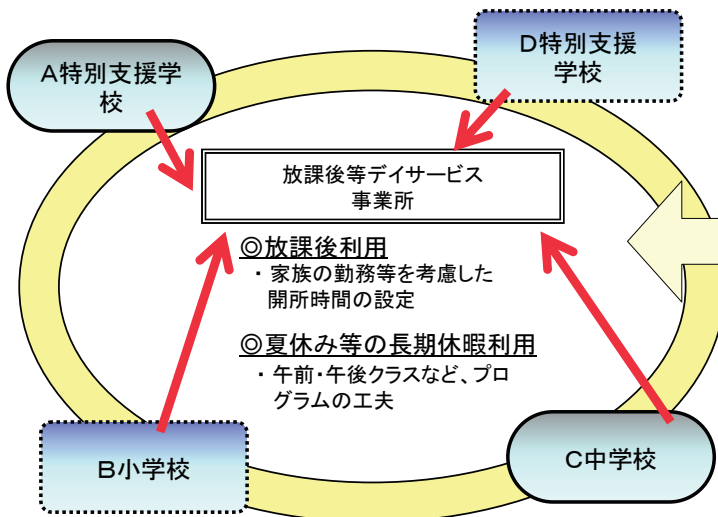 A特別支援学
校
D特別支援
学校
放課後等デイサービス
事業所
◎放課後利用
・ 家族の勤務等を考慮した
開所時間の設定
◎夏休み等の長期休暇利用
・ 午前・午後クラスなど、プロ
グラムの工夫
B小学校
C中学校